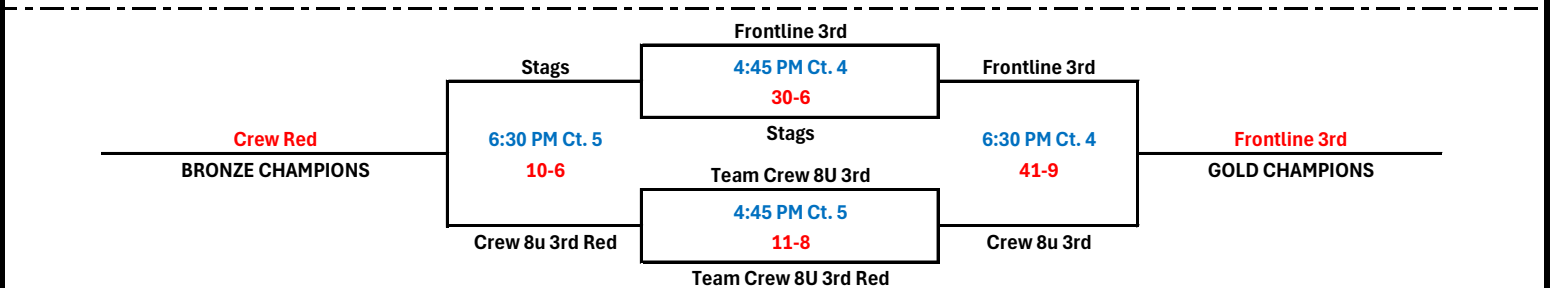 Frontline 3rd
Stags
4:45 PM Ct. 4
Frontline 3rd
30-6
Crew Red
6:30 PM Ct. 5
Stags
6:30 PM Ct. 4
Frontline 3rd
BRONZE CHAMPIONS
10-6
Team Crew 8U 3rd
41-9
GOLD CHAMPIONS
4:45 PM Ct. 5
Crew 8u 3rd Red
11-8
Crew 8u 3rd
Team Crew 8U 3rd Red